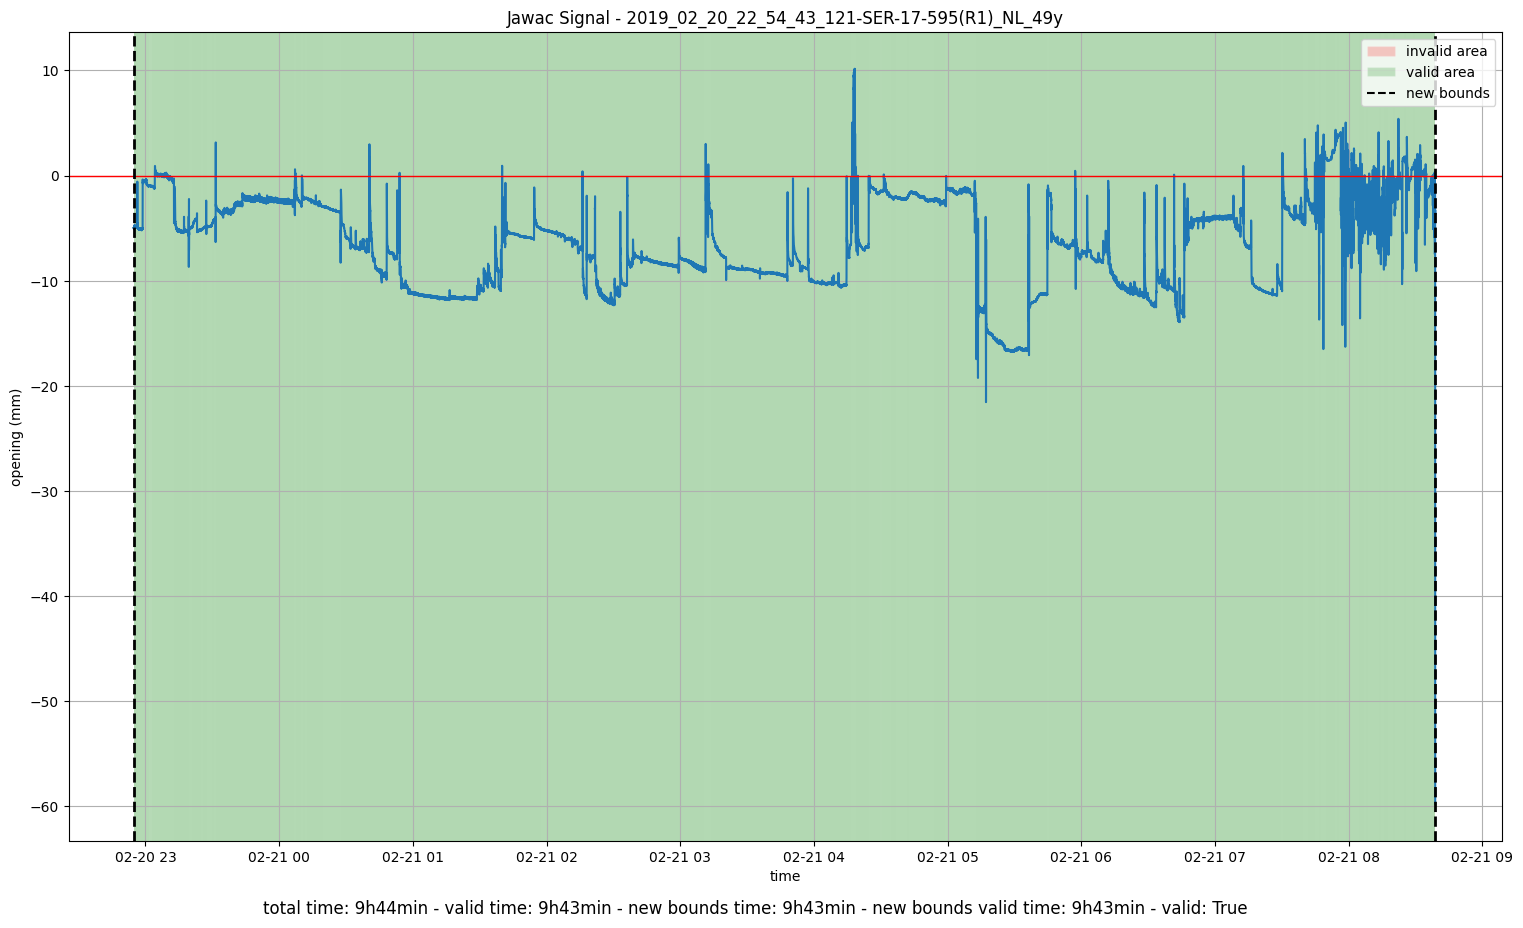 Jawac Signal - 2019_02_20_22_54_43_121-SER-17-595(R1)_NL_49y
invalid area
valid area
new bounds
10
0
−10
−20
−30
−40
−50
−60
opening (mm)
02-20 23
02-21 00
02-21 01
02-21 02
02-21 03
02-21 04
02-21 05
02-21 06
02-21 07
02-21 08
02-21 09
time
total time: 9h44min - valid time: 9h43min - new bounds time: 9h43min - new bounds valid time: 9h43min - valid: True